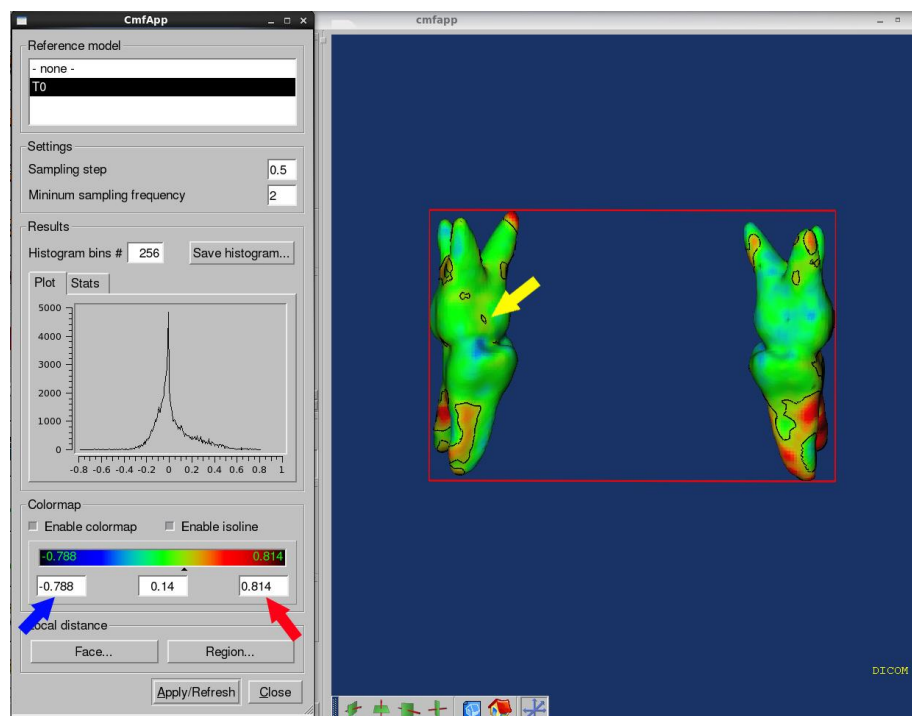 CmfApp
cmfapp
Reference model
- none -
T0
Settings
Sampling step 0.5
Mininum sampling frequency 2
Results
Histogram bins # 256 Save histogram...
Plot Stats
5000
4000
3000
2000
1000
0
-0.8 -0.6 -0.4 -0.2 0 0.2 0.4 0.6 0.8 1
Colormap
Enable colormap Enable isoline
-0.788 0.814
-0.788 0.14 0.814
Local distance
Face... Region...
Apply/Refresh Close
DICOM